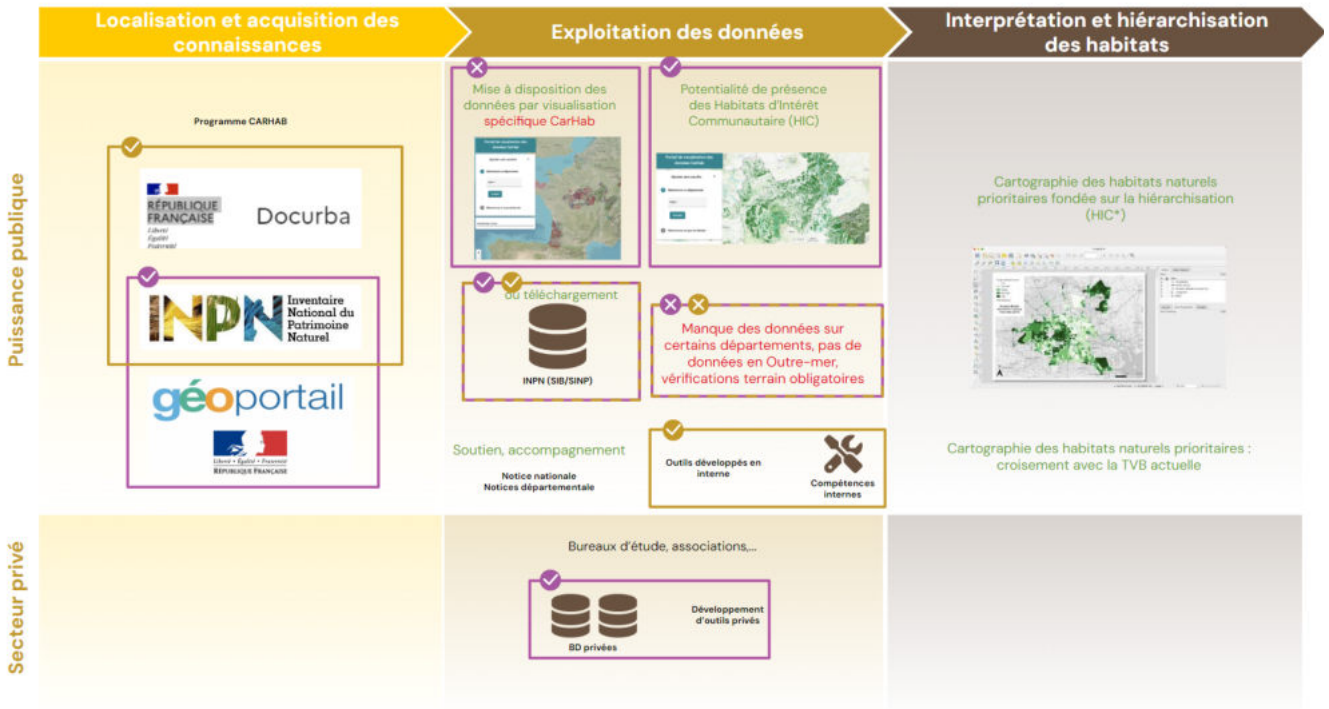 Localisation et acquisition des
connaissances
Exploitation des données
Interprétation et hiérarchisation
des habitats
Puissance publique
Programme CARHAB
RÉPUBLIQUE
FRANÇAISE
Liberté
Égalité
Fraternité
Docurba
INPN
Inventaire
National du
Patrimoine
Naturel
géoportail
Liberté • Égalité • Fraternité
RÉPUBLIQUE FRANÇAISE
Mise à disposition des
données par visualisation
spécifique CarHab
Potentialité de présence
des Habitats d'Intérêt
Communautaire (HIC)
ou téléchargement
INPN (SIB/SINP)
Manque des données sur
certains départements, pas de
données en Outre-mer,
vérifications terrain obligatoires
Soutien, accompagnement
Notice nationale
Notices départementale
Outils développés en
interne
Compétences
internes
Cartographie des habitats naturels
prioritaires fondée sur la hiérarchisation
(HIC*)
Cartographie des habitats naturels prioritaires :
croisement avec la TVB actuelle
Secteur privé
Bureaux d'étude, associations,...
BD privées
Développement
d'outils privés